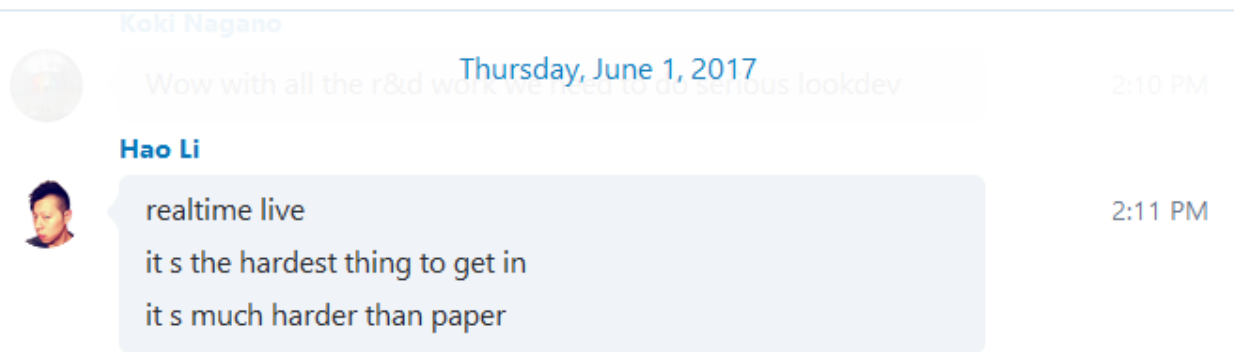 Koki Nagano
Thursday, June 1, 2017
Wow with all the r&d work we need to do serious lookdev
2:10 PM
Hao Li
realtime live
2:11 PM
it s the hardest thing to get in
it s much harder than paper